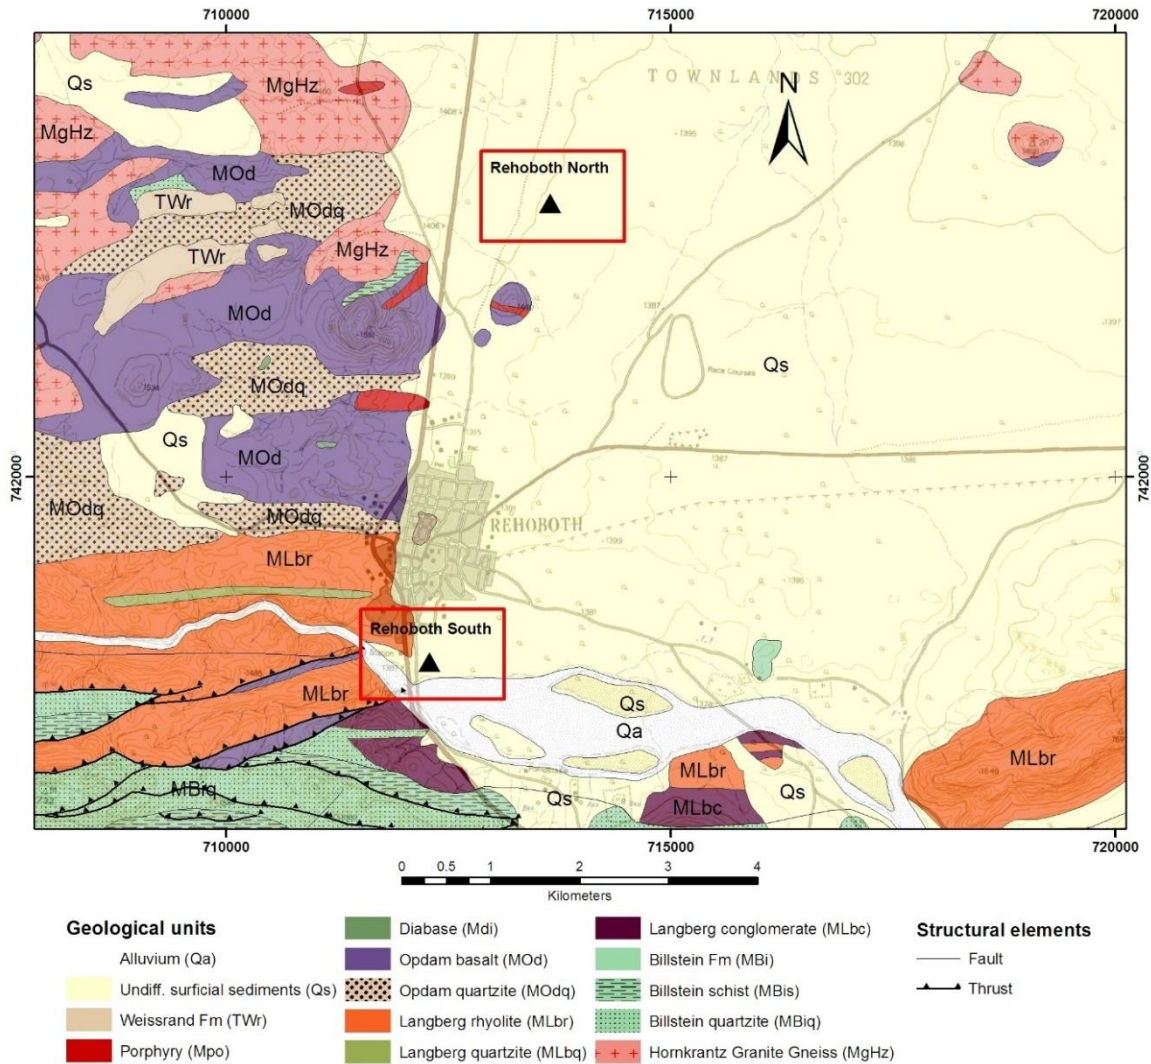 710000
715000
720000
Qs
MgHz
TOWNLANDS 302
N
MgHz
MOd
Rehoboth North
TWr
MOdq
TWr
MgHz
MOd
MOdq
Qs
Race Courses
Qs
MOd
742000
742000
MOdq
MOdq
REHOBOTH
MLbr
Rehoboth South
MLbr
Qs
Qa
MLbr
MLbr
MBiq
Qs
MLbc
Qs
710000
715000
720000
0 0.5 1 2 3 4
Kilometers
Geological units
Alluvium (Qa)
Undiff. surficial sediments (Qs)
Weissrand Fm (TWr)
Porphyry (Mpo)
Diabase (Mdi)
Opdam basalt (MOd)
Opdam quartzite (MOdq)
Langberg rhyolite (MLbr)
Langberg quartzite (MLbq)
Langberg conglomerate (MLbc)
Billstein Fm (MBi)
Billstein schist (MBis)
Billstein quartzite (MBiq)
Hornkrantz Granite Gneiss (MgHz)
Structural elements
Fault
Thrust